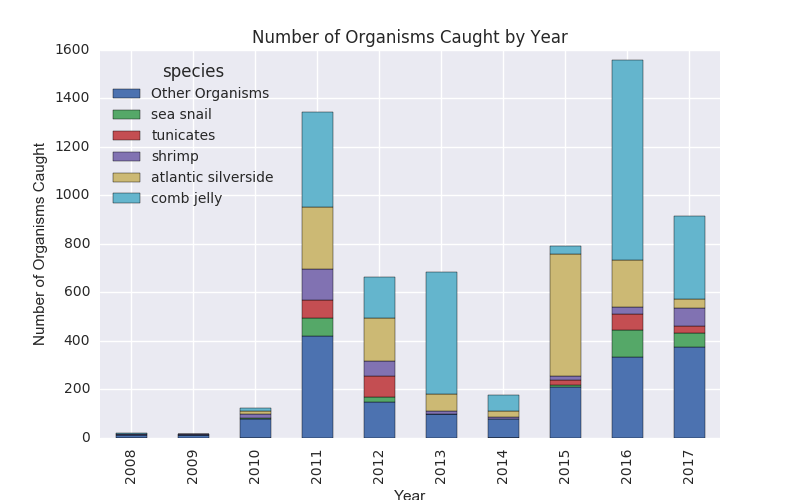 Number of Organisms Caught by Year
1600
1400
1200
1000
800
600
400
200
0
Number of Organisms Caught
species
Other Organisms
sea snail
tunicates
shrimp
atlantic silverside
comb jelly
2008
2009
2010
2011
2012
2013
2014
2015
2016
2017
Year